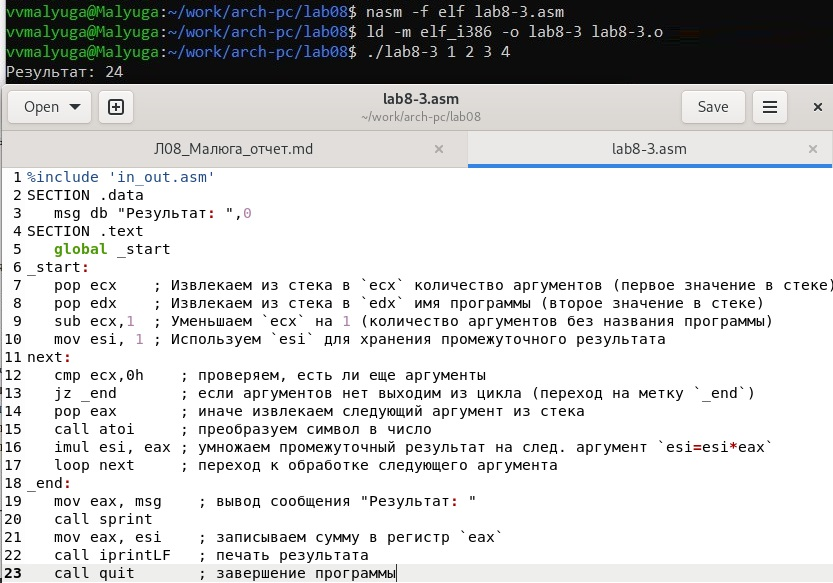 vvmalyuga@Malyuga:~/work/arch-pc/lab08$ nasm -f elf lab8-3.asm
vvmalyuga@Malyuga:~/work/arch-pc/lab08$ ld -m elf_i386 -o lab8-3 lab8-3.o
vvmalyuga@Malyuga:~/work/arch-pc/lab08$ ./lab8-3 1 2 3 4
Результат: 24
Open lab8-3.asm Save
~/work/arch-pc/lab08
Л08_Малюга_отчет.md × lab8-3.asm ×
1 %include 'in_out.asm'
2 SECTION .data
3    msg db "Результат: ",0
4 SECTION .text
5    global _start
6 _start:
7    pop ecx    ; Извлекаем из стека в `ecx` количество аргументов (первое значение в стеке)
8    pop edx    ; Извлекаем из стека в `edx` имя программы (второе значение в стеке)
9    sub ecx,1  ; Уменьшаем `ecx` на 1 (количество аргументов без названия программы)
10    mov esi, 1 ; Используем `esi` для хранения промежуточного результата
11 next:
12    cmp ecx,0h    ; проверяем, есть ли еще аргументы
13    jz _end       ; если аргументов нет выходим из цикла (переход на метку `_end`)
14    pop eax       ; иначе извлекаем следующий аргумент из стека
15    call atoi     ; преобразуем символ в число
16    imul esi, eax ; умножаем промежуточный результат на след. аргумент `esi=esi*eax`
17    loop next     ; переход к обработке следующего аргумента
18 _end:
19    mov eax, msg    ; вывод сообщения "Результат: "
20    call sprint
21    mov eax, esi    ; записываем сумму в регистр `eax`
22    call iprintLF   ; печать результата
23    call quit       ; завершение программы